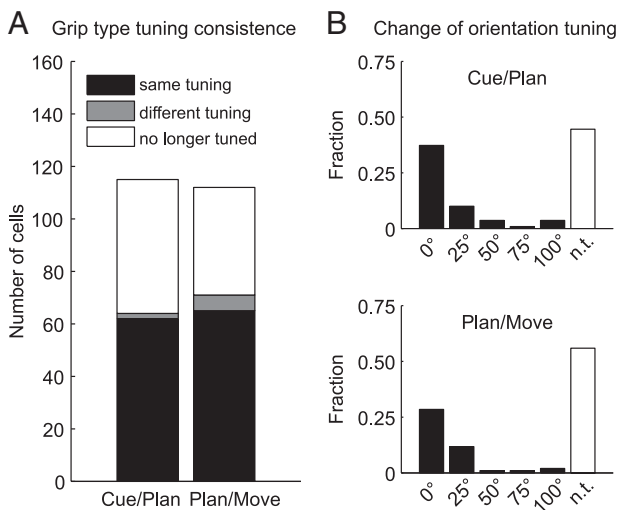 A Grip type tuning consistence
160
140
120
100
80
60
40
20
0
Number of cells
same tuning
different tuning
no longer tuned
Cue/Plan Plan/Move
B Change of orientation tuning
Cue/Plan
0.75
0.50
0.25
0
Fraction
0° 25° 50° 75° 100° n.t.
Plan/Move
0.75
0.50
0.25
0
Fraction
0° 25° 50° 75° 100° n.t.